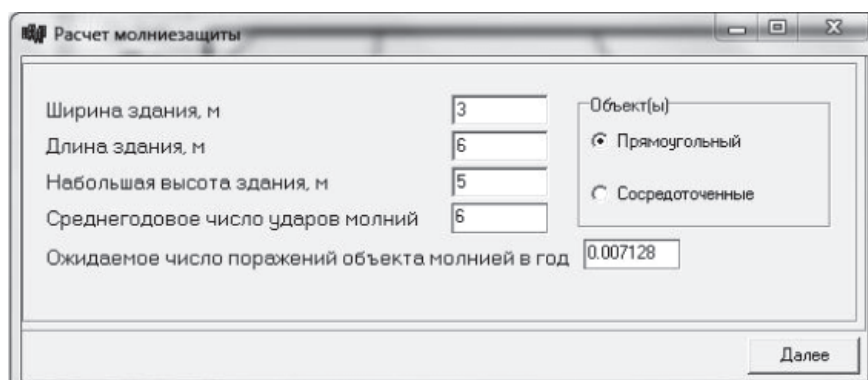 Расчет молниезащиты
Ширина здания, м 3
Объект(ы)
Длина здания, м 6
Прямоугольный
Набольшая высота здания, м 5
Сосредоточенные
Среднегодовое число ударов молний 6
Ожидаемое число поражений объекта молнией в год 0.007128
Далее